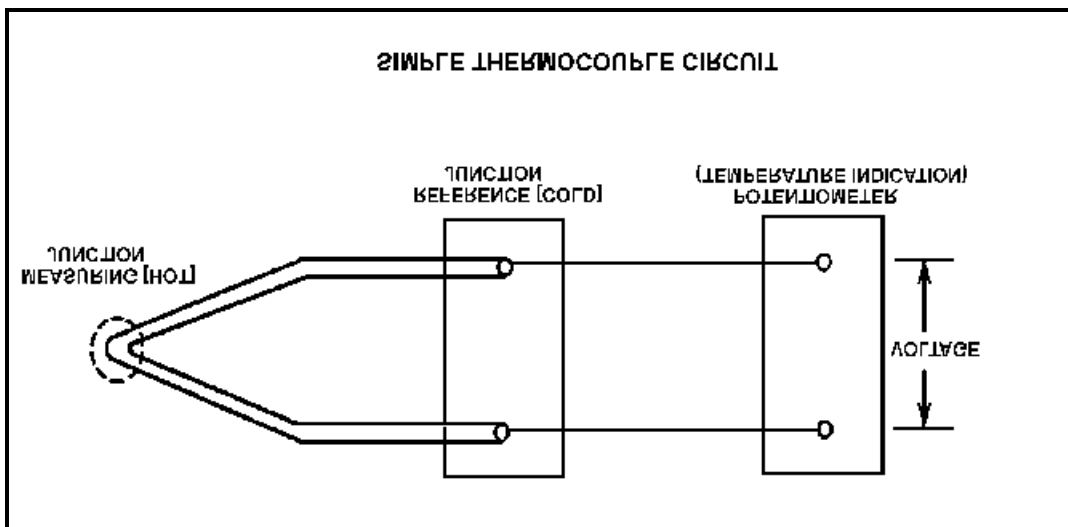 SIMPLE THERMOCOUPLE CIRCUIT
REFERENCE [COLD]
JUNCTION
POTENTIOMETER
(TEMPERATURE INDICATION)
MEASURING [HOT]
JUNCTION
VOLTAGE